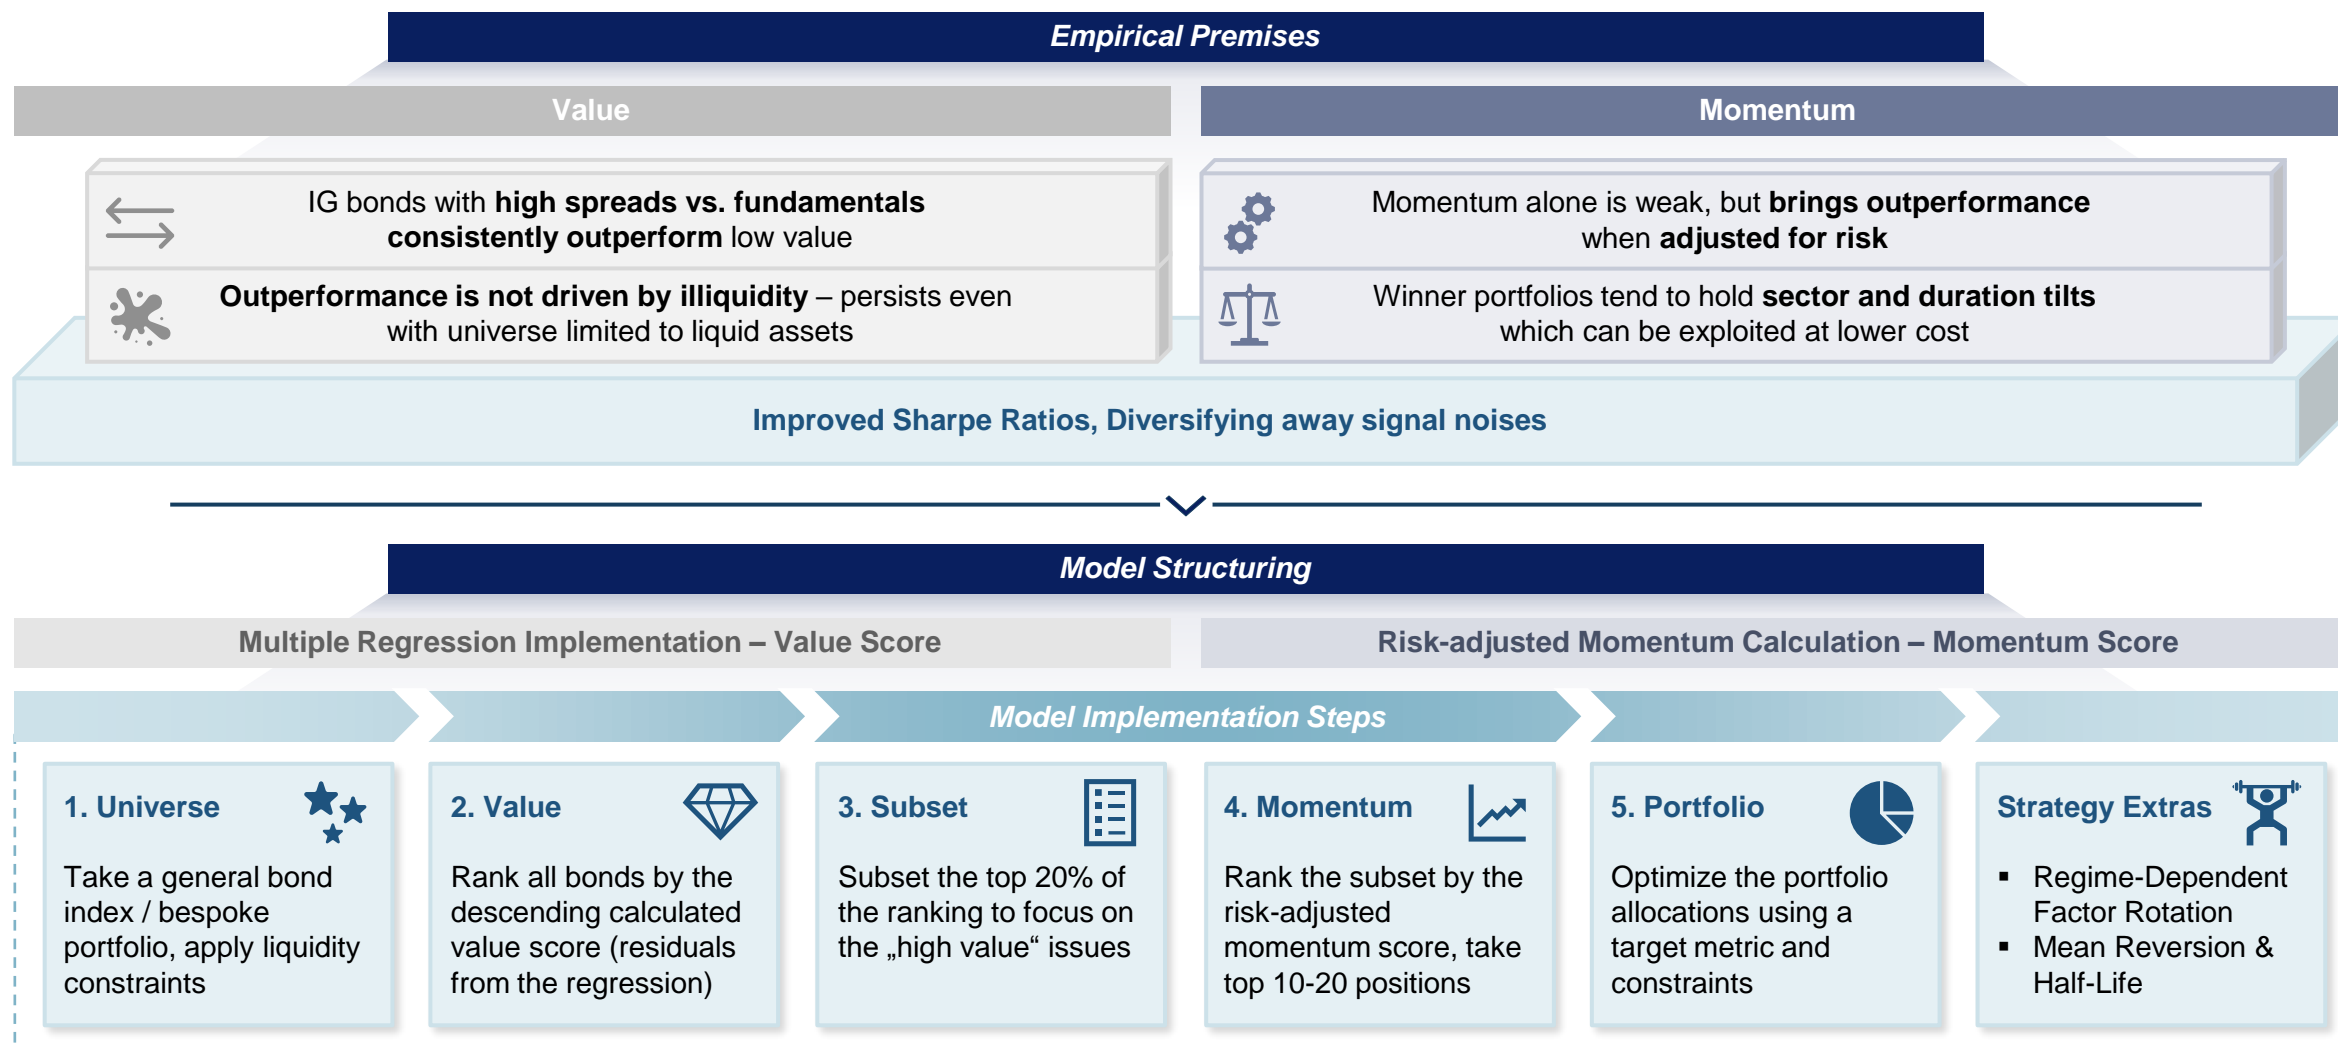 Empirical Premises
Value
IG bonds with high spreads vs. fundamentals
consistently outperform low value
Outperformance is not driven by illiquidity – persists even
with universe limited to liquid assets
Momentum
Momentum alone is weak, but brings outperformance
when adjusted for risk
Winner portfolios tend to hold sector and duration tilts
which can be exploited at lower cost
Improved Sharpe Ratios, Diversifying away signal noises
Model Structuring
Multiple Regression Implementation – Value Score
Risk-adjusted Momentum Calculation – Momentum Score
Model Implementation Steps
1. Universe
Take a general bond
index / bespoke
portfolio, apply liquidity
constraints
2. Value
Rank all bonds by the
descending calculated
value score (residuals
from the regression)
3. Subset
Subset the top 20% of
the ranking to focus on
the „high value“ issues
4. Momentum
Rank the subset by the
risk-adjusted
momentum score, take
top 10-20 positions
5. Portfolio
Optimize the portfolio
allocations using a
target metric and
constraints
Strategy Extras
▪ Regime-Dependent
Factor Rotation
▪ Mean Reversion &
Half-Life